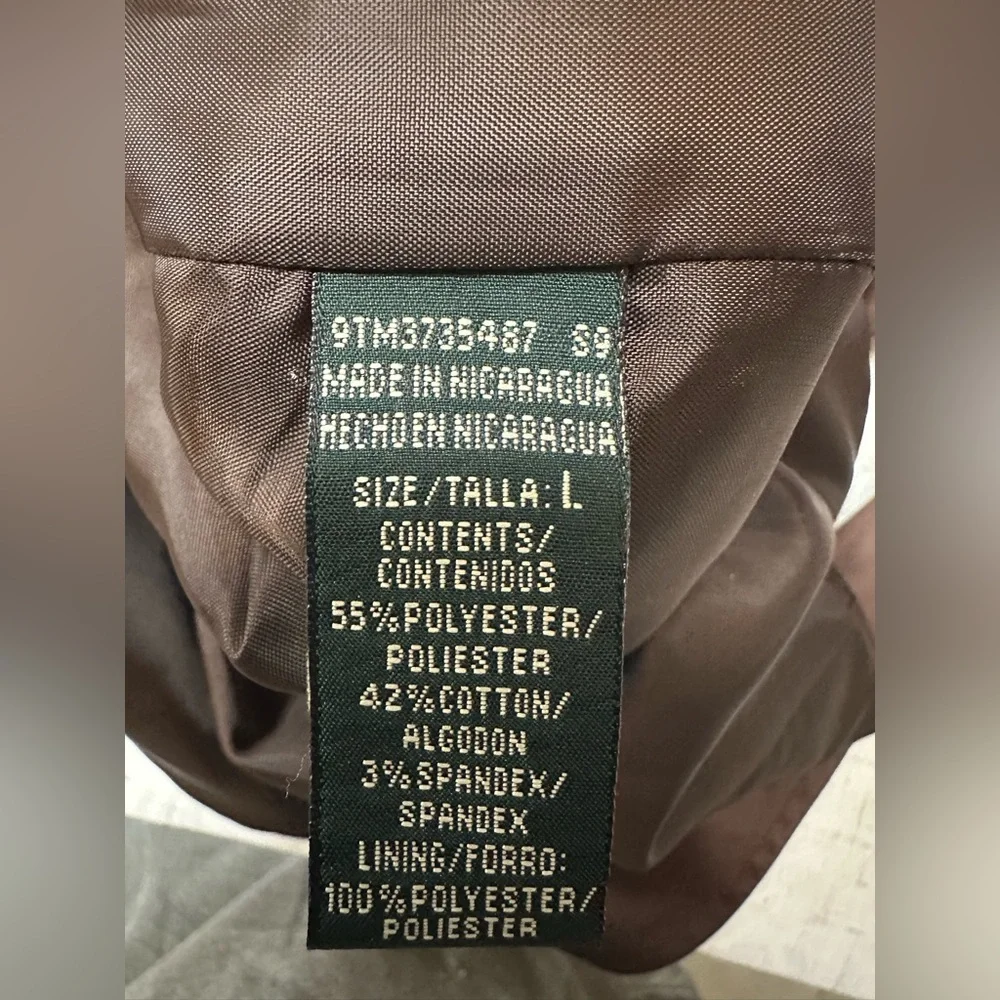 9TM3735467 S9
MADE IN NICARAGUA
HECHO EN NICARAGUA
SIZE/TALLA: L
CONTENTS/
CONTENIDOS
55%POLYESTER/
POLIESTER
42%COTTON/
ALGODON
3%SPANDEX/
SPANDEX
LINING/FORRO:
100%POLYESTER/
POLIESTER